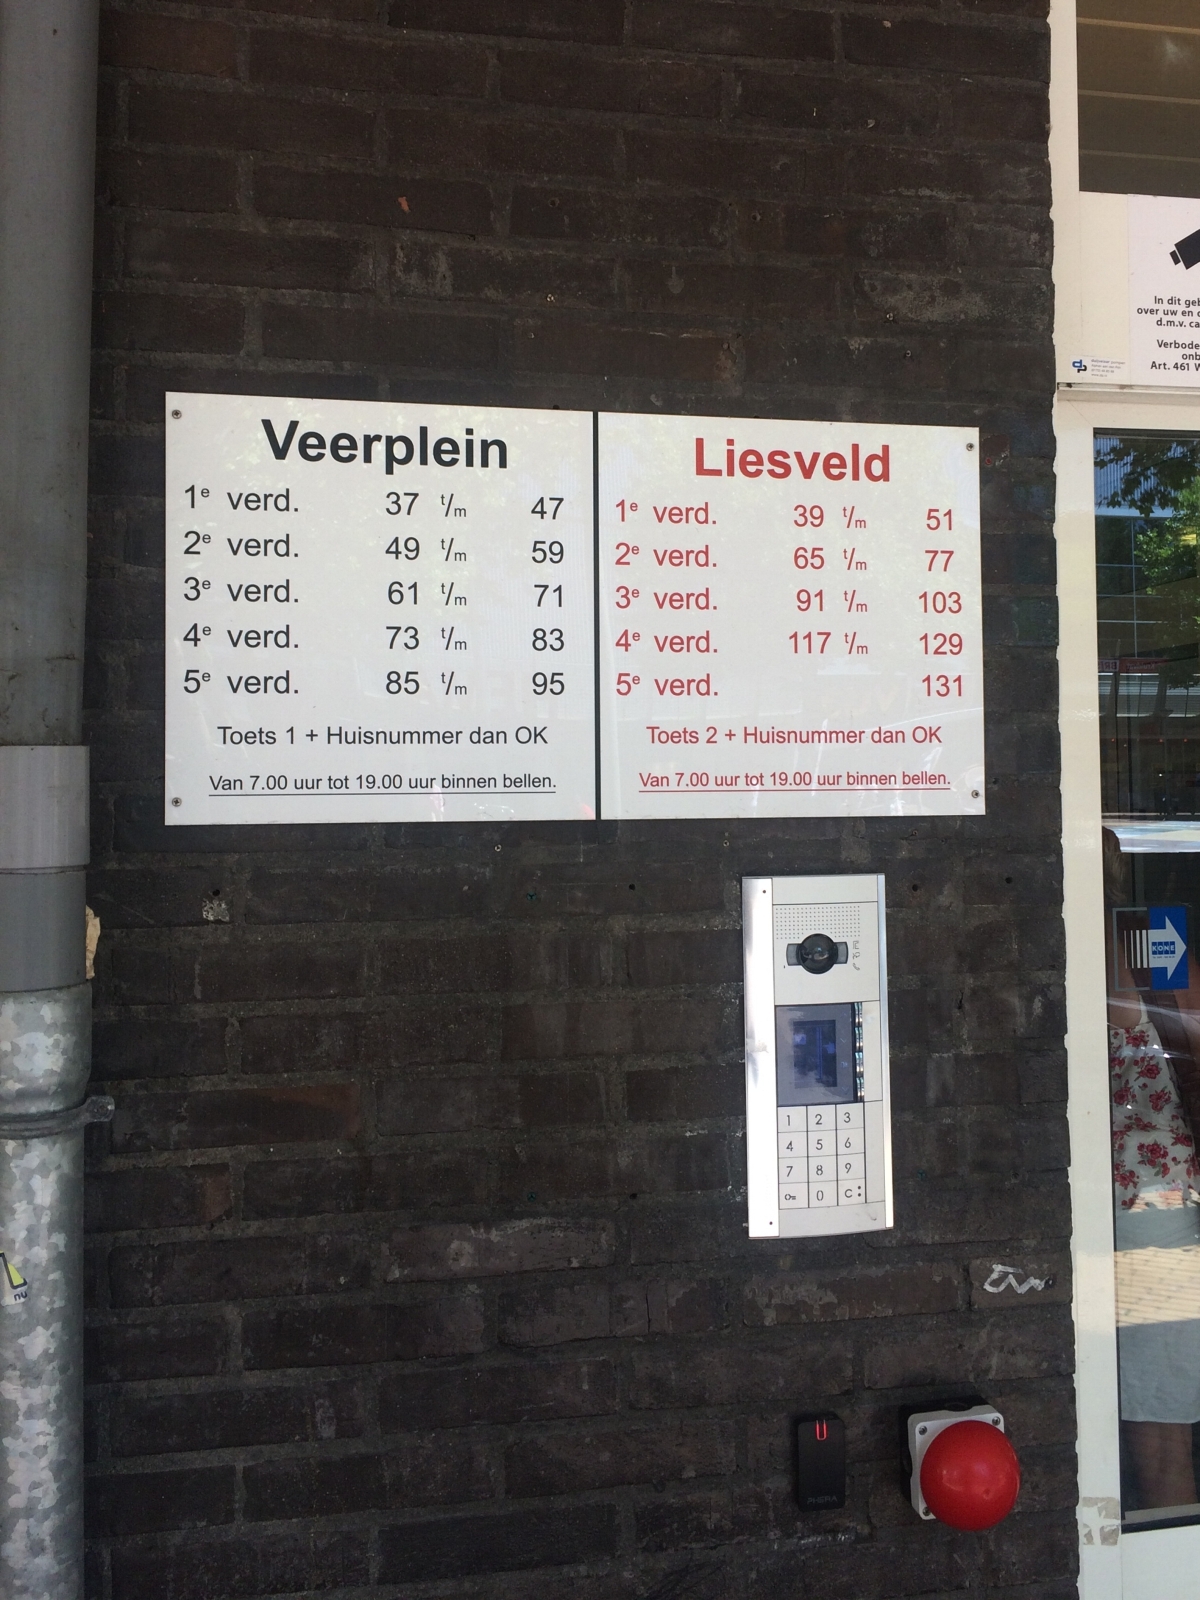 Veerplein
1e verd. 37 t/m 47
2e verd. 49 t/m 59
3e verd. 61 t/m 71
4e verd. 73 t/m 83
5e verd. 85 t/m 95
Toets 1 + Huisnummer dan OK
Van 7.00 uur tot 19.00 uur binnen bellen.
Liesveld
1e verd. 39 t/m 51
2e verd. 65 t/m 77
3e verd. 91 t/m 103
4e verd. 117 t/m 129
5e verd. 131
Toets 2 + Huisnummer dan OK
Van 7.00 uur tot 19.00 uur binnen bellen.
In dit geb
over uw en
d.m.v. ca
Verbode
onb
Art. 461 W
dp
KONE
1 2 3
4 5 6
7 8 9
0 C
nu